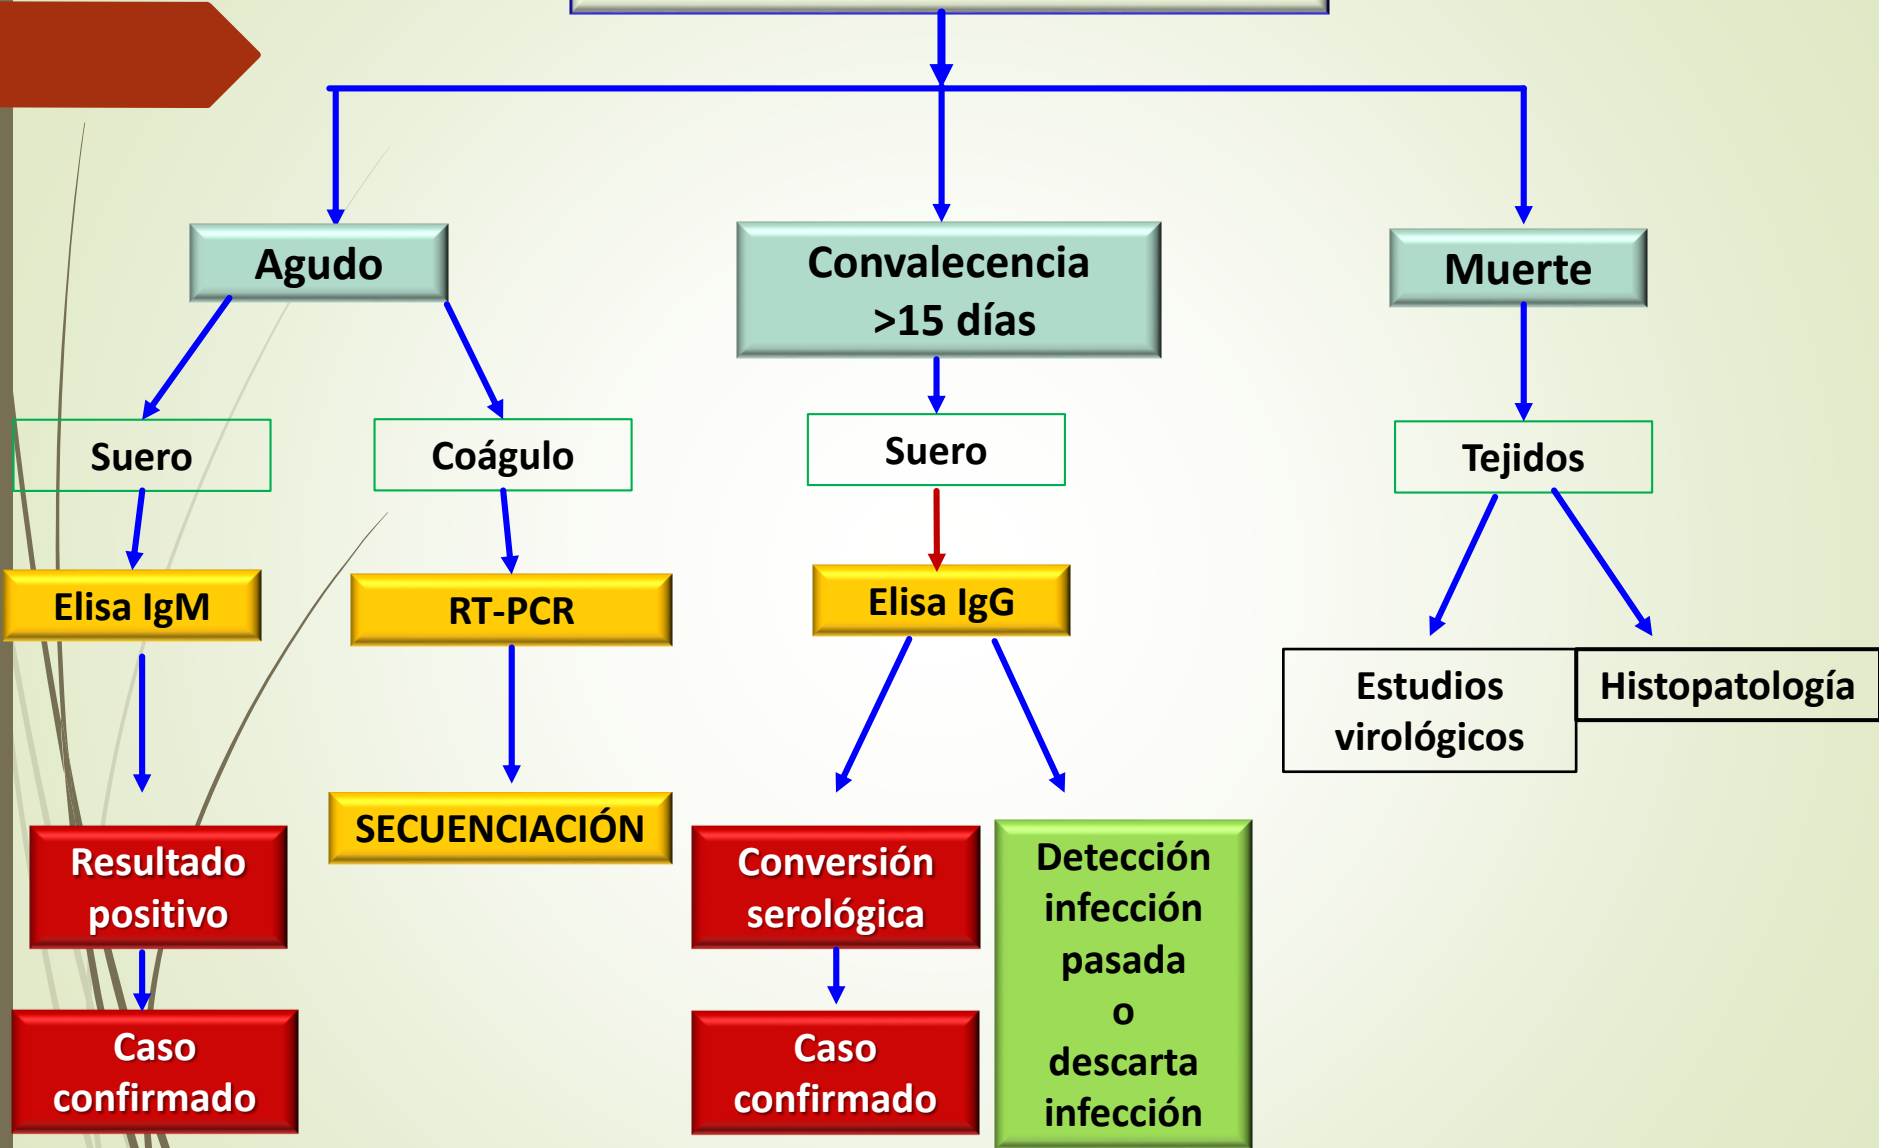 Agudo
Convalecencia
>15 días
Muerte
Suero
Coágulo
Suero
Tejidos
Elisa IgM
RT-PCR
Elisa IgG
Estudios
virológicos
Histopatología
SECUENCIACIÓN
Resultado
positivo
Conversión
serológica
Detección
infección
pasada
o
descarta
infección
Caso
confirmado
Caso
confirmado